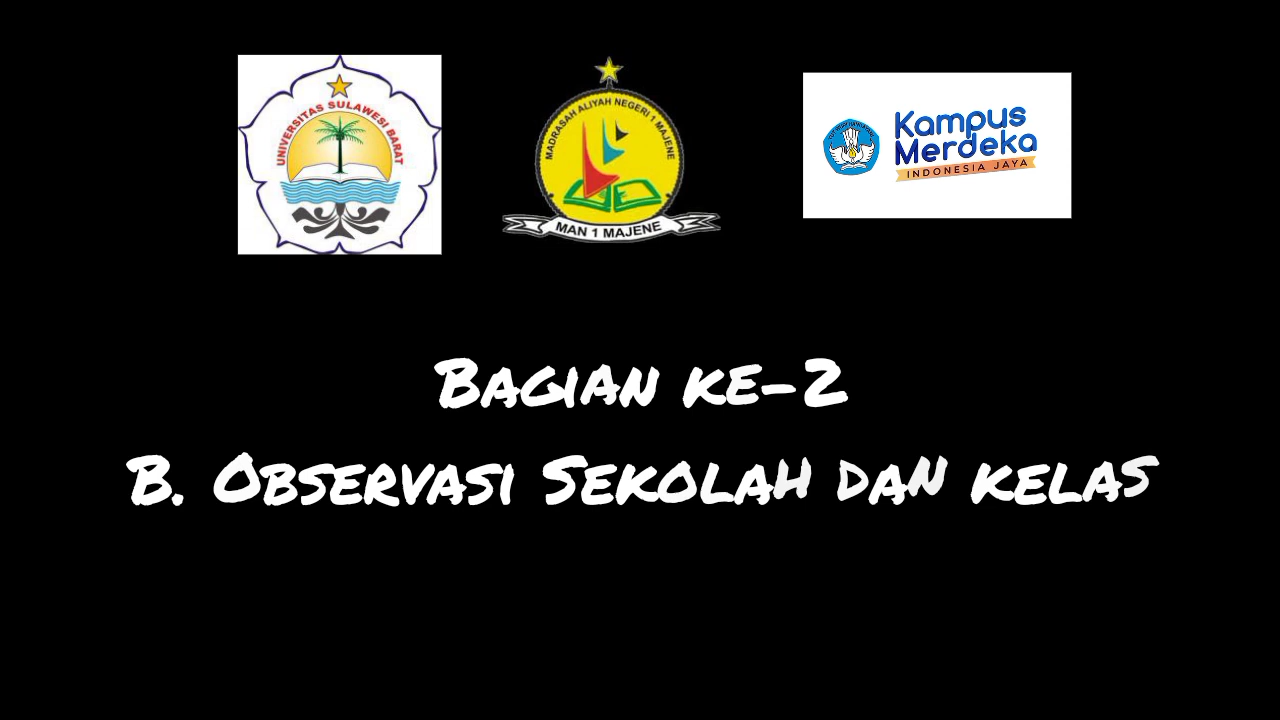 UNIVERSITAS SULAWESI BARAT
MADRASAH ALIYAH NEGERI 1 MAJENE
MAN 1 MAJENE
Kampus
Merdeka
INDONESIA JAYA
Bagian ke-2
B. Observasi Sekolah dan kelas